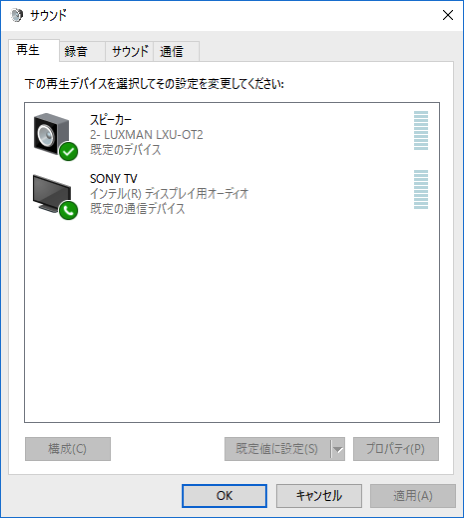 サウンド
再生 録音 サウンド 通信
下の再生デバイスを選択してその設定を変更してください:
スピーカー
2- LUXMAN LXU-OT2
既定のデバイス
SONY TV
インテル(R) ディスプレイ用オーディオ
既定の通信デバイス
構成(C) 既定値に設定(S) プロパティ(P)
OK キャンセル 適用(A)